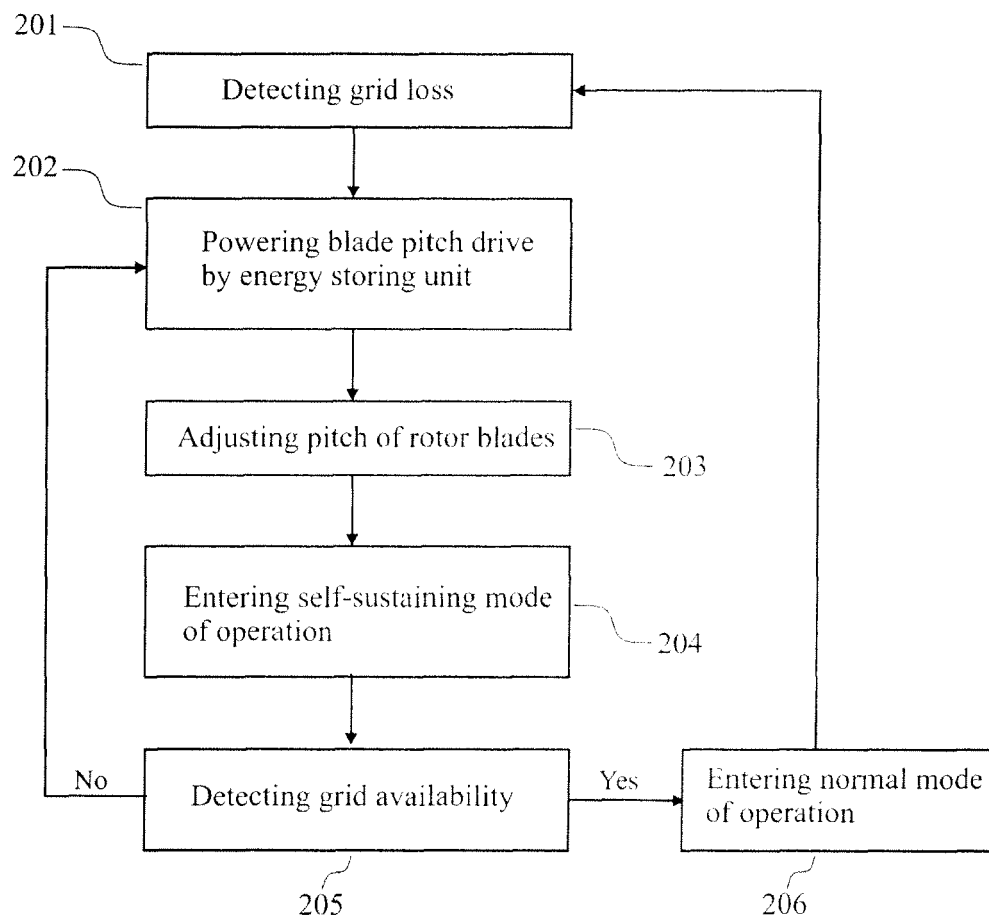 201
Detecting grid loss
202
Powering blade pitch drive
by energy storing unit
Adjusting pitch of rotor blades
203
Entering self-sustaining mode
of operation
204
No
Detecting grid availability
Yes
Entering normal mode
of operation
205
206